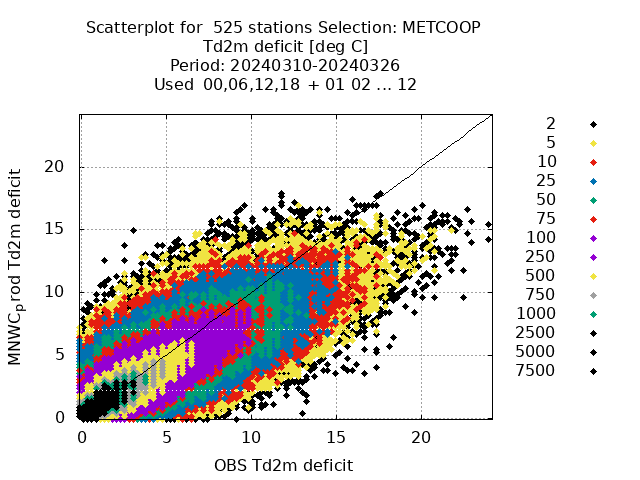 Scatterplot for  525 stations Selection: METCOOP
Td2m deficit [deg C]
Period: 20240310-20240326
Used  00,06,12,18 + 01 02 ... 12
MNWCprod Td2m deficit
20
15
10
5
0
0 5 10 15 20
OBS Td2m deficit
2
5
10
25
50
75
100
250
500
750
1000
2500
5000
7500